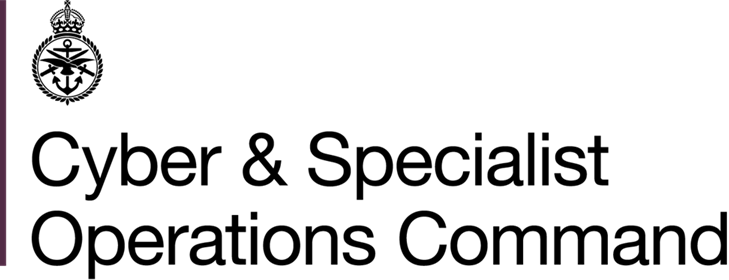 Cyber & Specialist
Operations Command